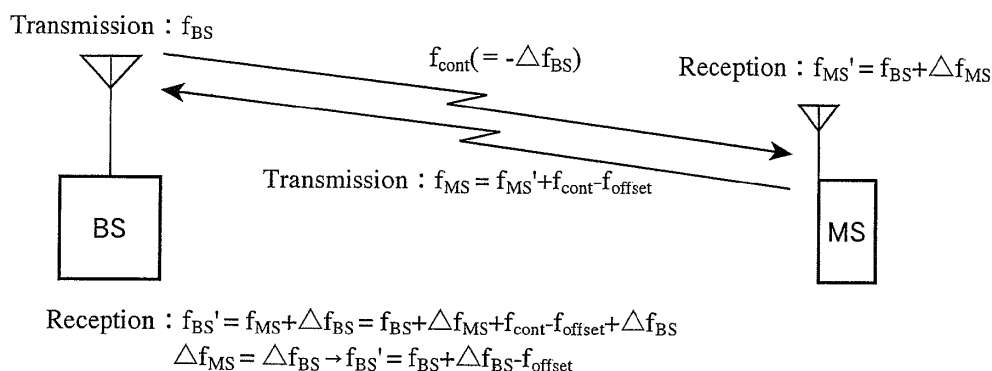 Transmission : f_BS
f_cont(= -△f_BS)
Reception : f_MS' = f_BS+△f_MS
Transmission : f_MS = f_MS'+f_cont-f_offset
BS
MS
Reception : f_BS' = f_MS+△f_BS = f_BS+△f_MS+f_cont-f_offset+△f_BS
△f_MS = △f_BS → f_BS' = f_BS+△f_BS-f_offset